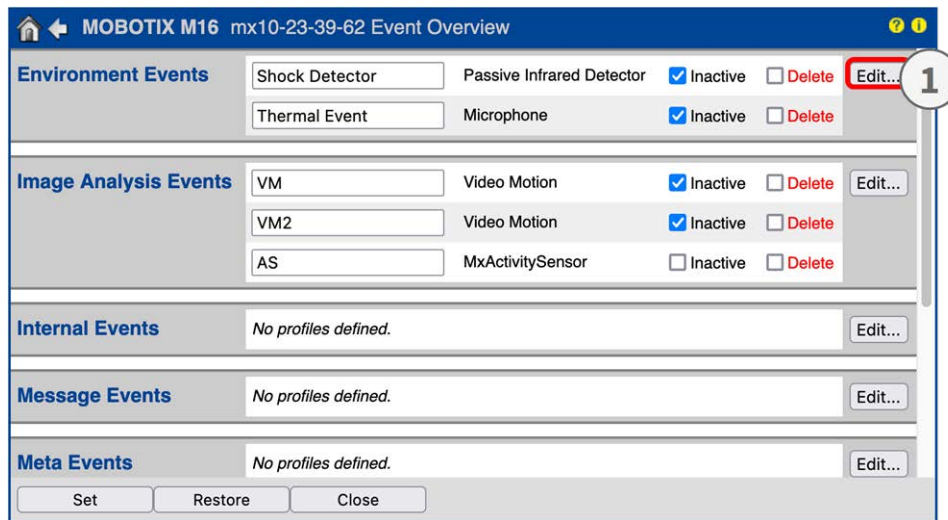 MOBOTIX M16 mx10-23-39-62 Event Overview ? i
Environment Events Shock Detector Passive Infrared Detector Inactive Delete Edit... 1
Thermal Event Microphone Inactive Delete
Image Analysis Events VM Video Motion Inactive Delete Edit...
VM2 Video Motion Inactive Delete
AS MxActivitySensor Inactive Delete
Internal Events No profiles defined. Edit...
Message Events No profiles defined. Edit...
Meta Events No profiles defined. Edit...
Set Restore Close